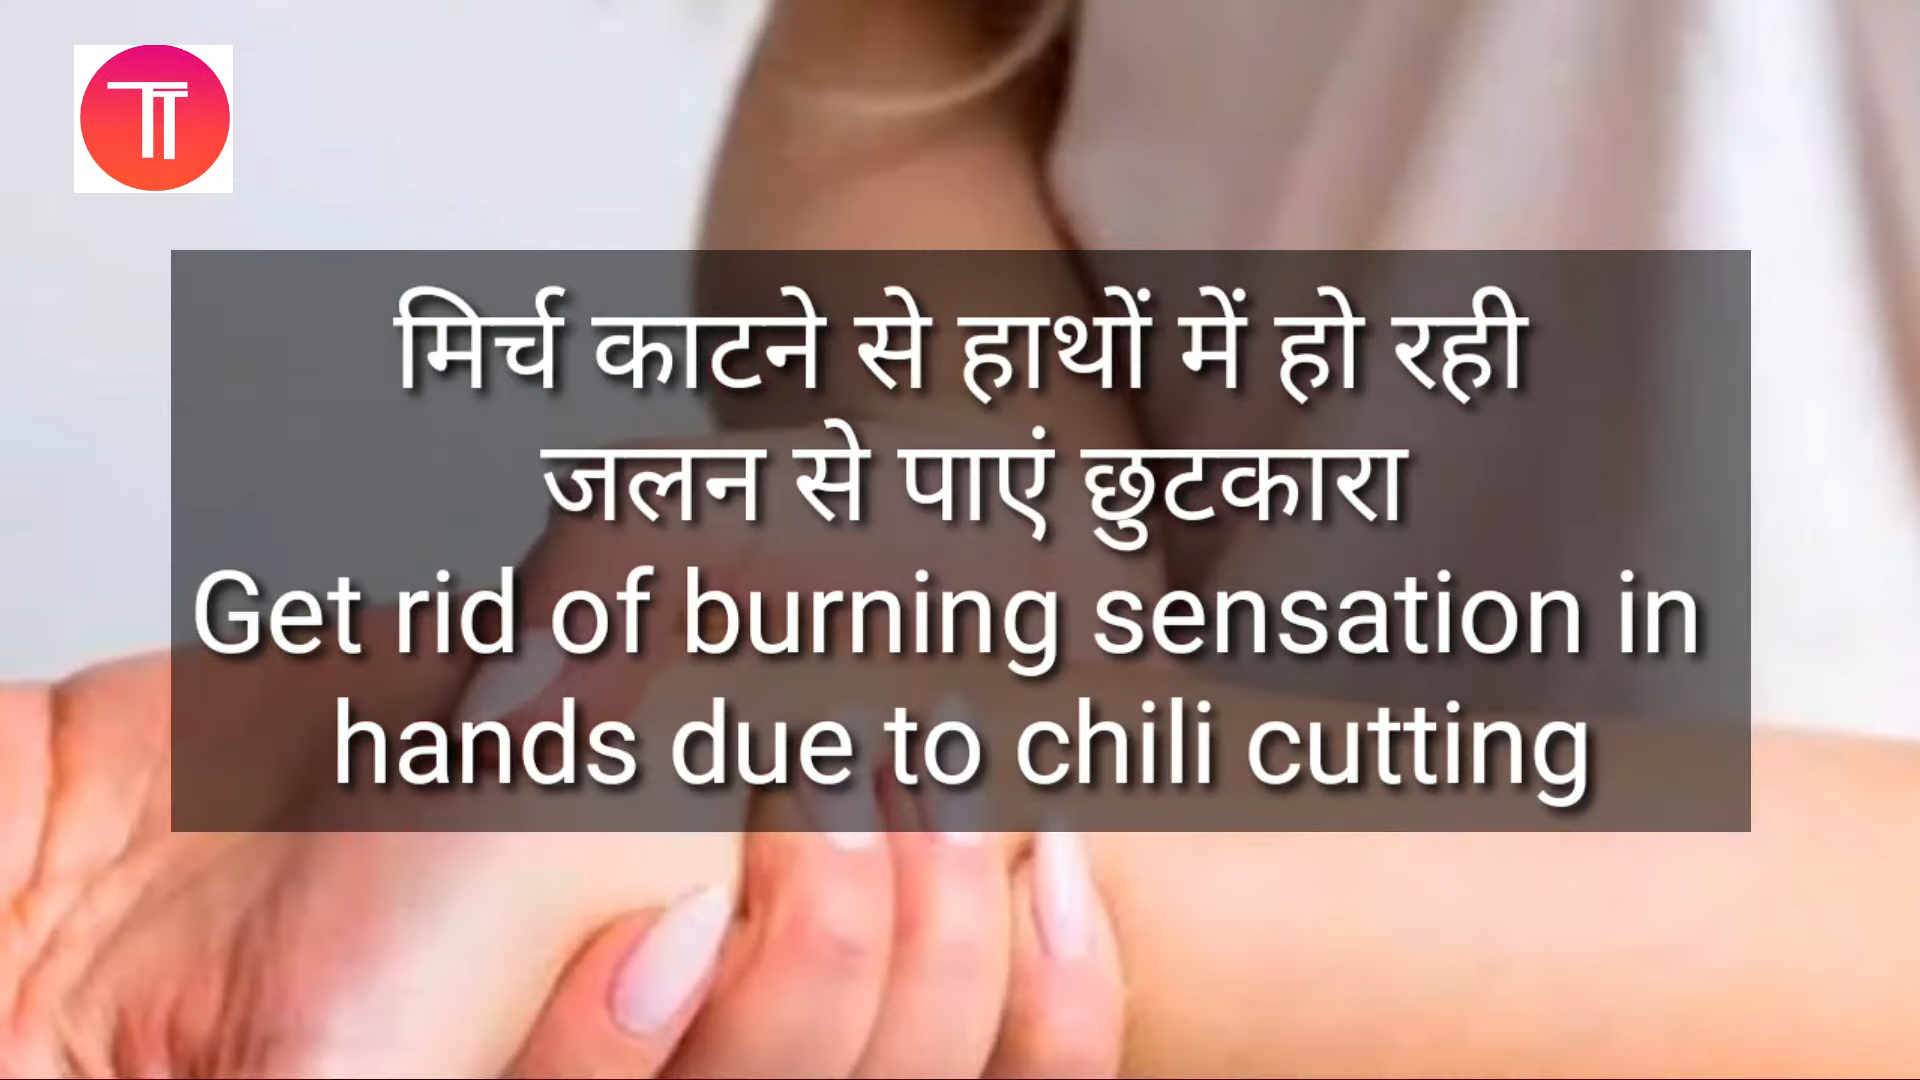 मिर्च काटने से हाथों में हो रही
जलन से पाएं छुटकारा
Get rid of burning sensation in
hands due to chili cutting